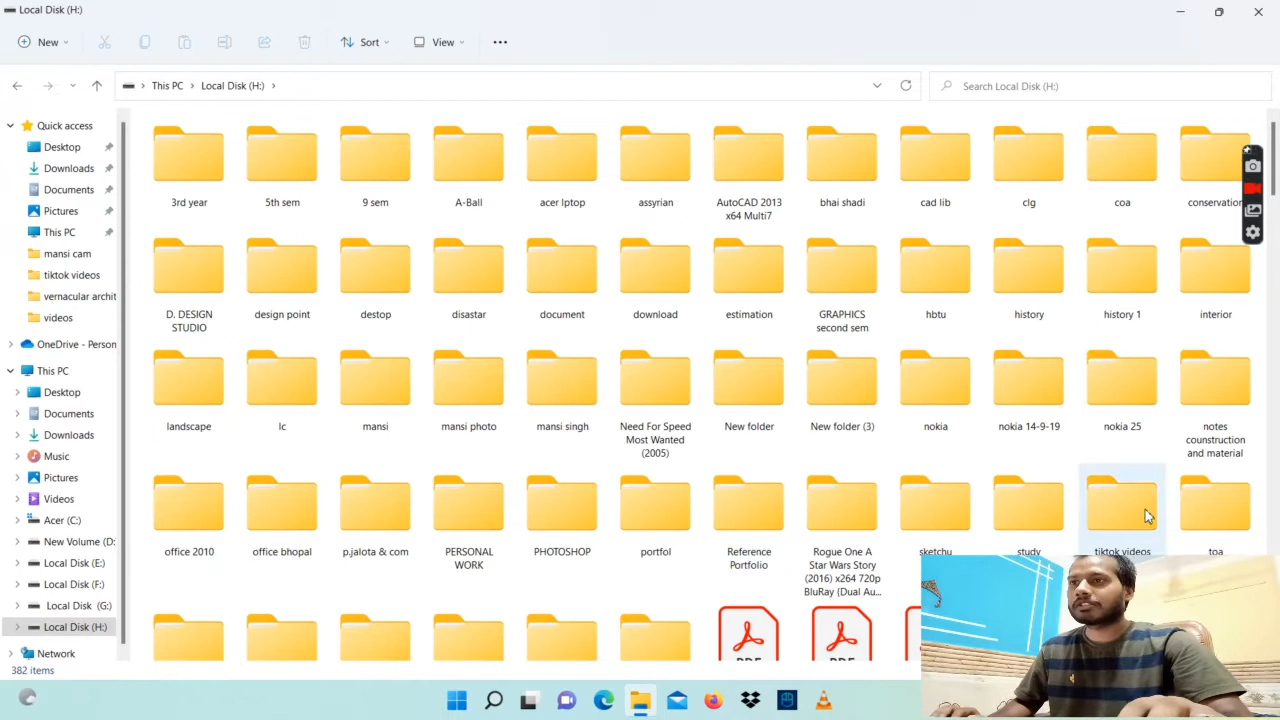 Local Disk (H:)
New
Sort
View
This PC > Local Disk (H:) >
Search Local Disk (H:)
Quick access
Desktop
Downloads
Documents
Pictures
This PC
mansi cam
tiktok videos
vernacular archit
videos
OneDrive - Person
This PC
Desktop
Documents
Downloads
Music
Pictures
Videos
Acer (C:)
New Volume (D:
Local Disk (E:)
Local Disk (F:)
Local Disk (G:)
Local Disk (H:)
Network
3rd year
5th sem
9 sem
A-Ball
acer lptop
assyrian
AutoCAD 2013
x64 Multi7
bhai shadi
cad lib
clg
coa
conservation
D. DESIGN
STUDIO
design point
destop
disastar
document
download
estimation
GRAPHICS
second sem
hbtu
history
history 1
interior
landscape
lc
mansi
mansi photo
mansi singh
Need For Speed
Most Wanted
(2005)
New folder
New folder (3)
nokia
nokia 14-9-19
nokia 25
notes
counstruction
and material
office 2010
office bhopal
p.jalota & com
PERSONAL
WORK
PHOTOSHOP
portfol
Reference
Portfolio
Rogue One A
Star Wars Story
(2016) x264 720p
BluRay (Dual Au...
sketchu
study
tiktok videos
toa
PDF
PDF
382 items